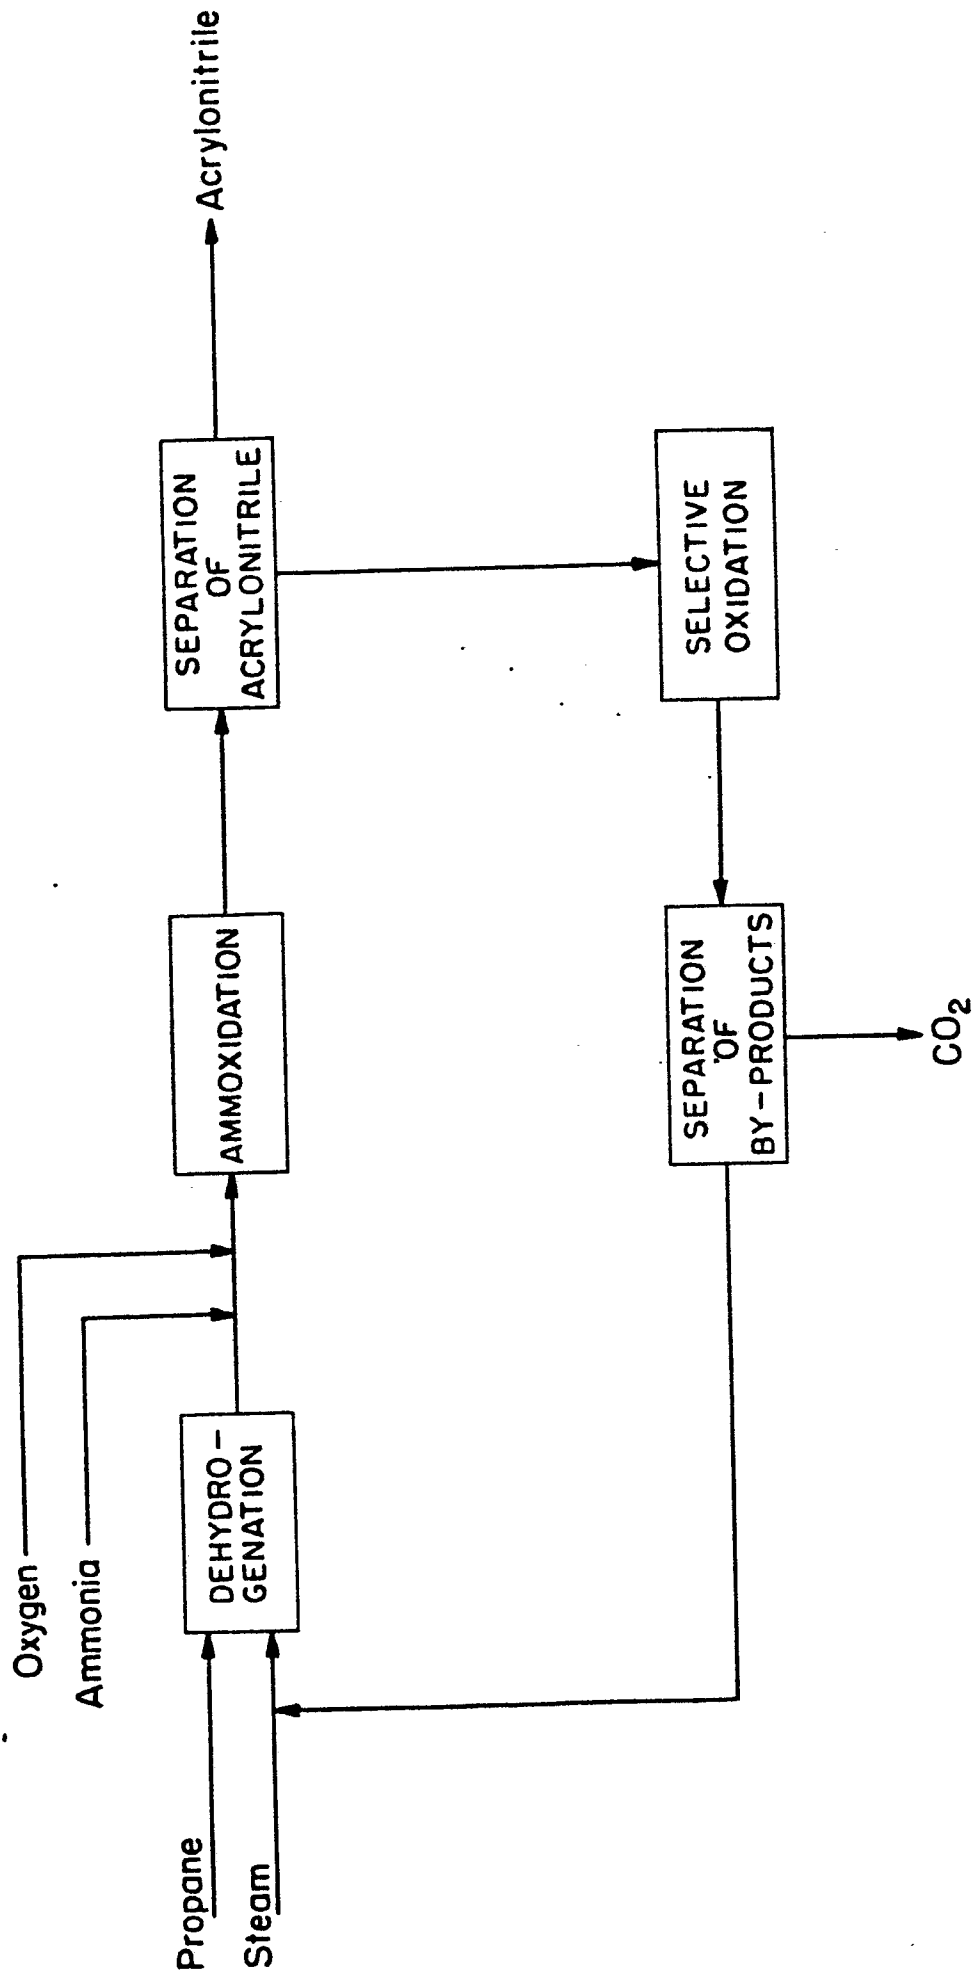 Oxygen
Ammonia
Propane
Steam
DEHYDRO-
GENATION
AMMOXIDATION
SEPARATION
OF
ACRYLONITRILE
Acrylonitrile
SELECTIVE
OXIDATION
SEPARATION
OF
BY-PRODUCTS
CO2